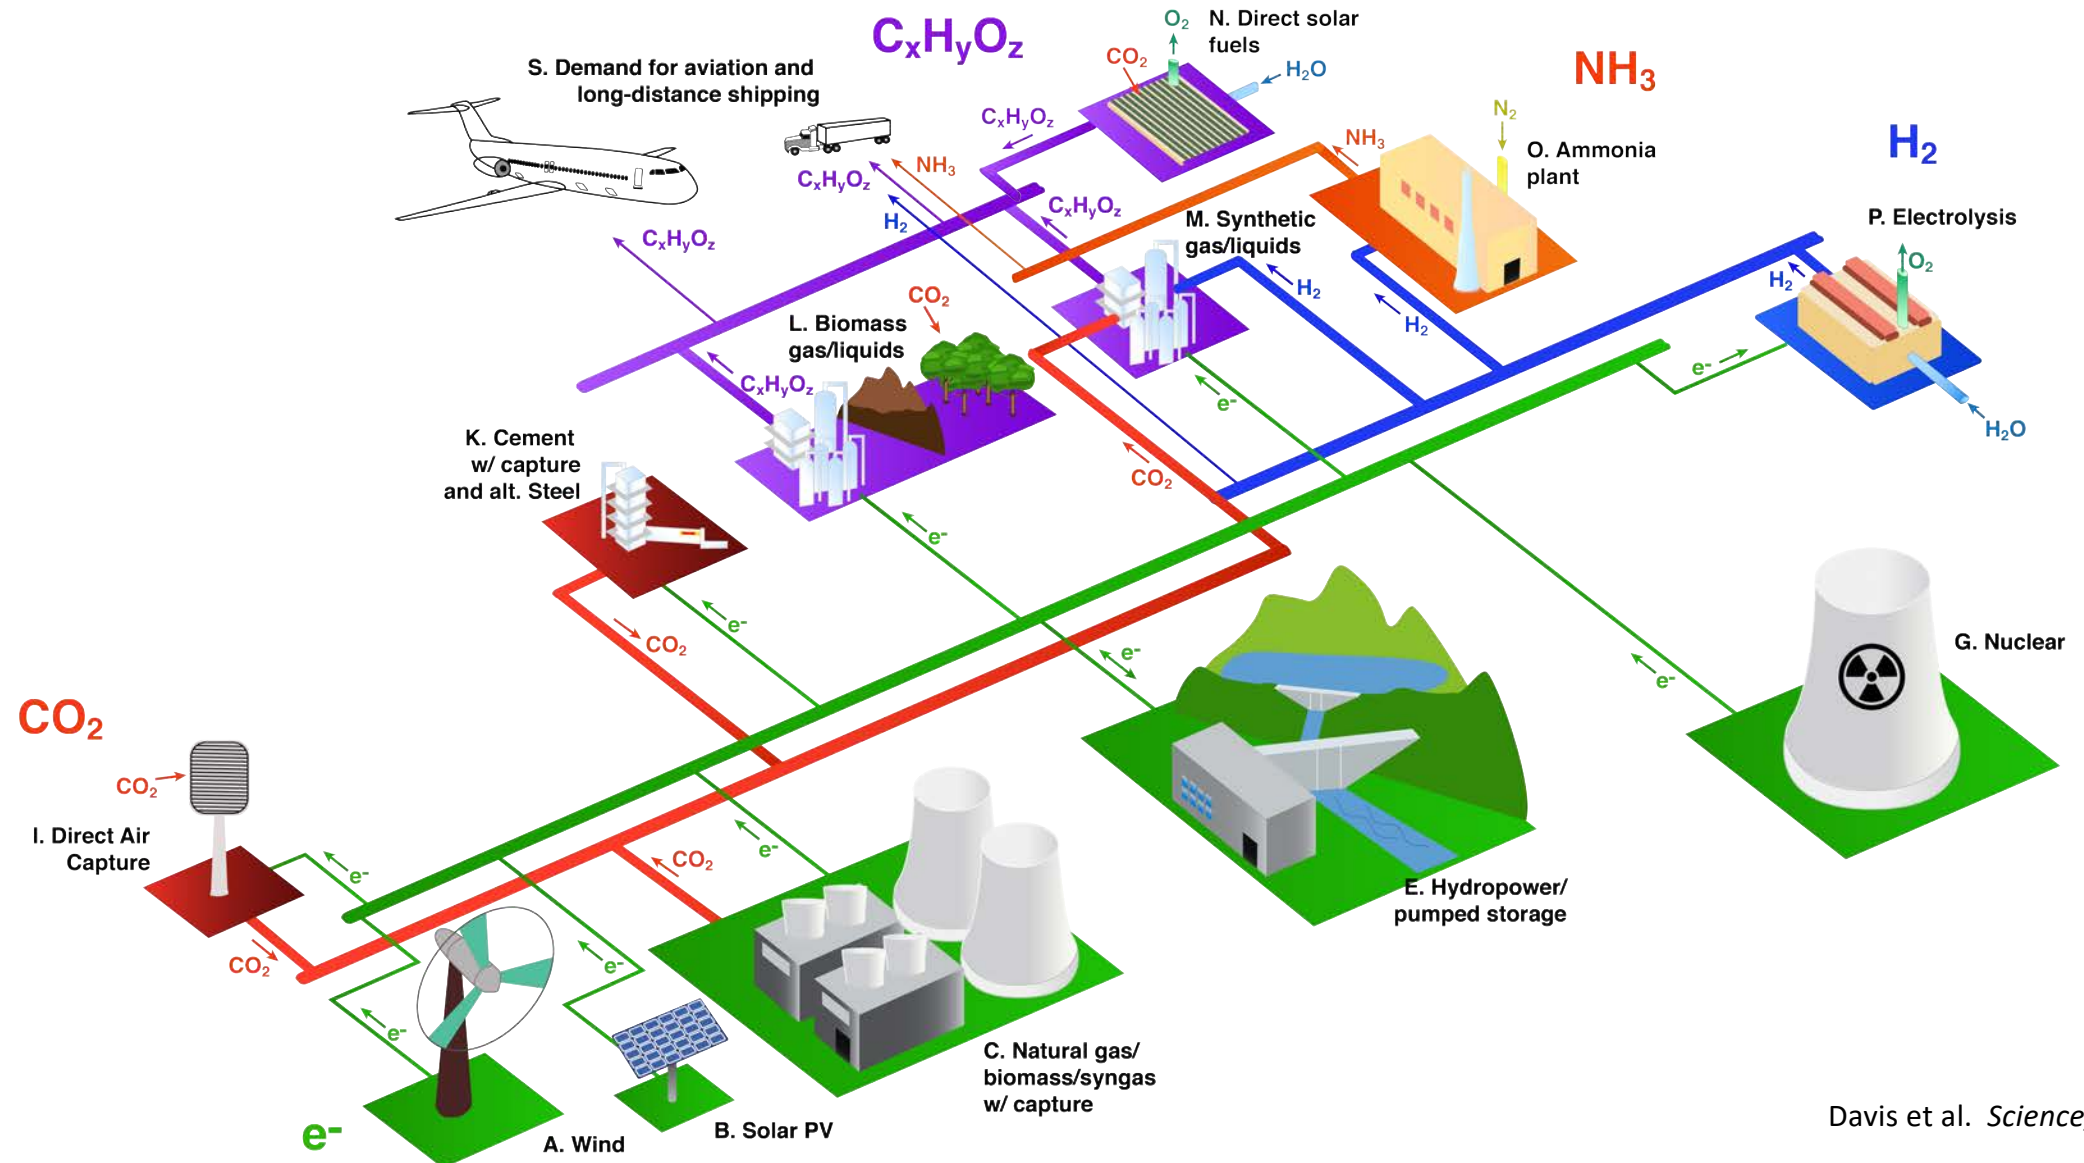 CxHyOz
O2
N. Direct solar
fuels
CO2
H2O
NH3
S. Demand for aviation and
long-distance shipping
CxHyOz
N2
NH3
O. Ammonia
plant
H2
NH3
CxHyOz
H2
CxHyOz
M. Synthetic
gas/liquids
P. Electrolysis
O2
CxHyOz
H2
H2
H2
CO2
L. Biomass
gas/liquids
e-
CxHyOz
e-
H2O
K. Cement
w/ capture
and alt. Steel
CO2
e-
e-
CO2
e-
G. Nuclear
e-
CO2
CO2
I. Direct Air
Capture
e-
e-
CO2
E. Hydropower/
pumped storage
CO2
e-
e-
C. Natural gas/
biomass/syngas
w/ capture
e-
A. Wind
B. Solar PV
Davis et al. Science,